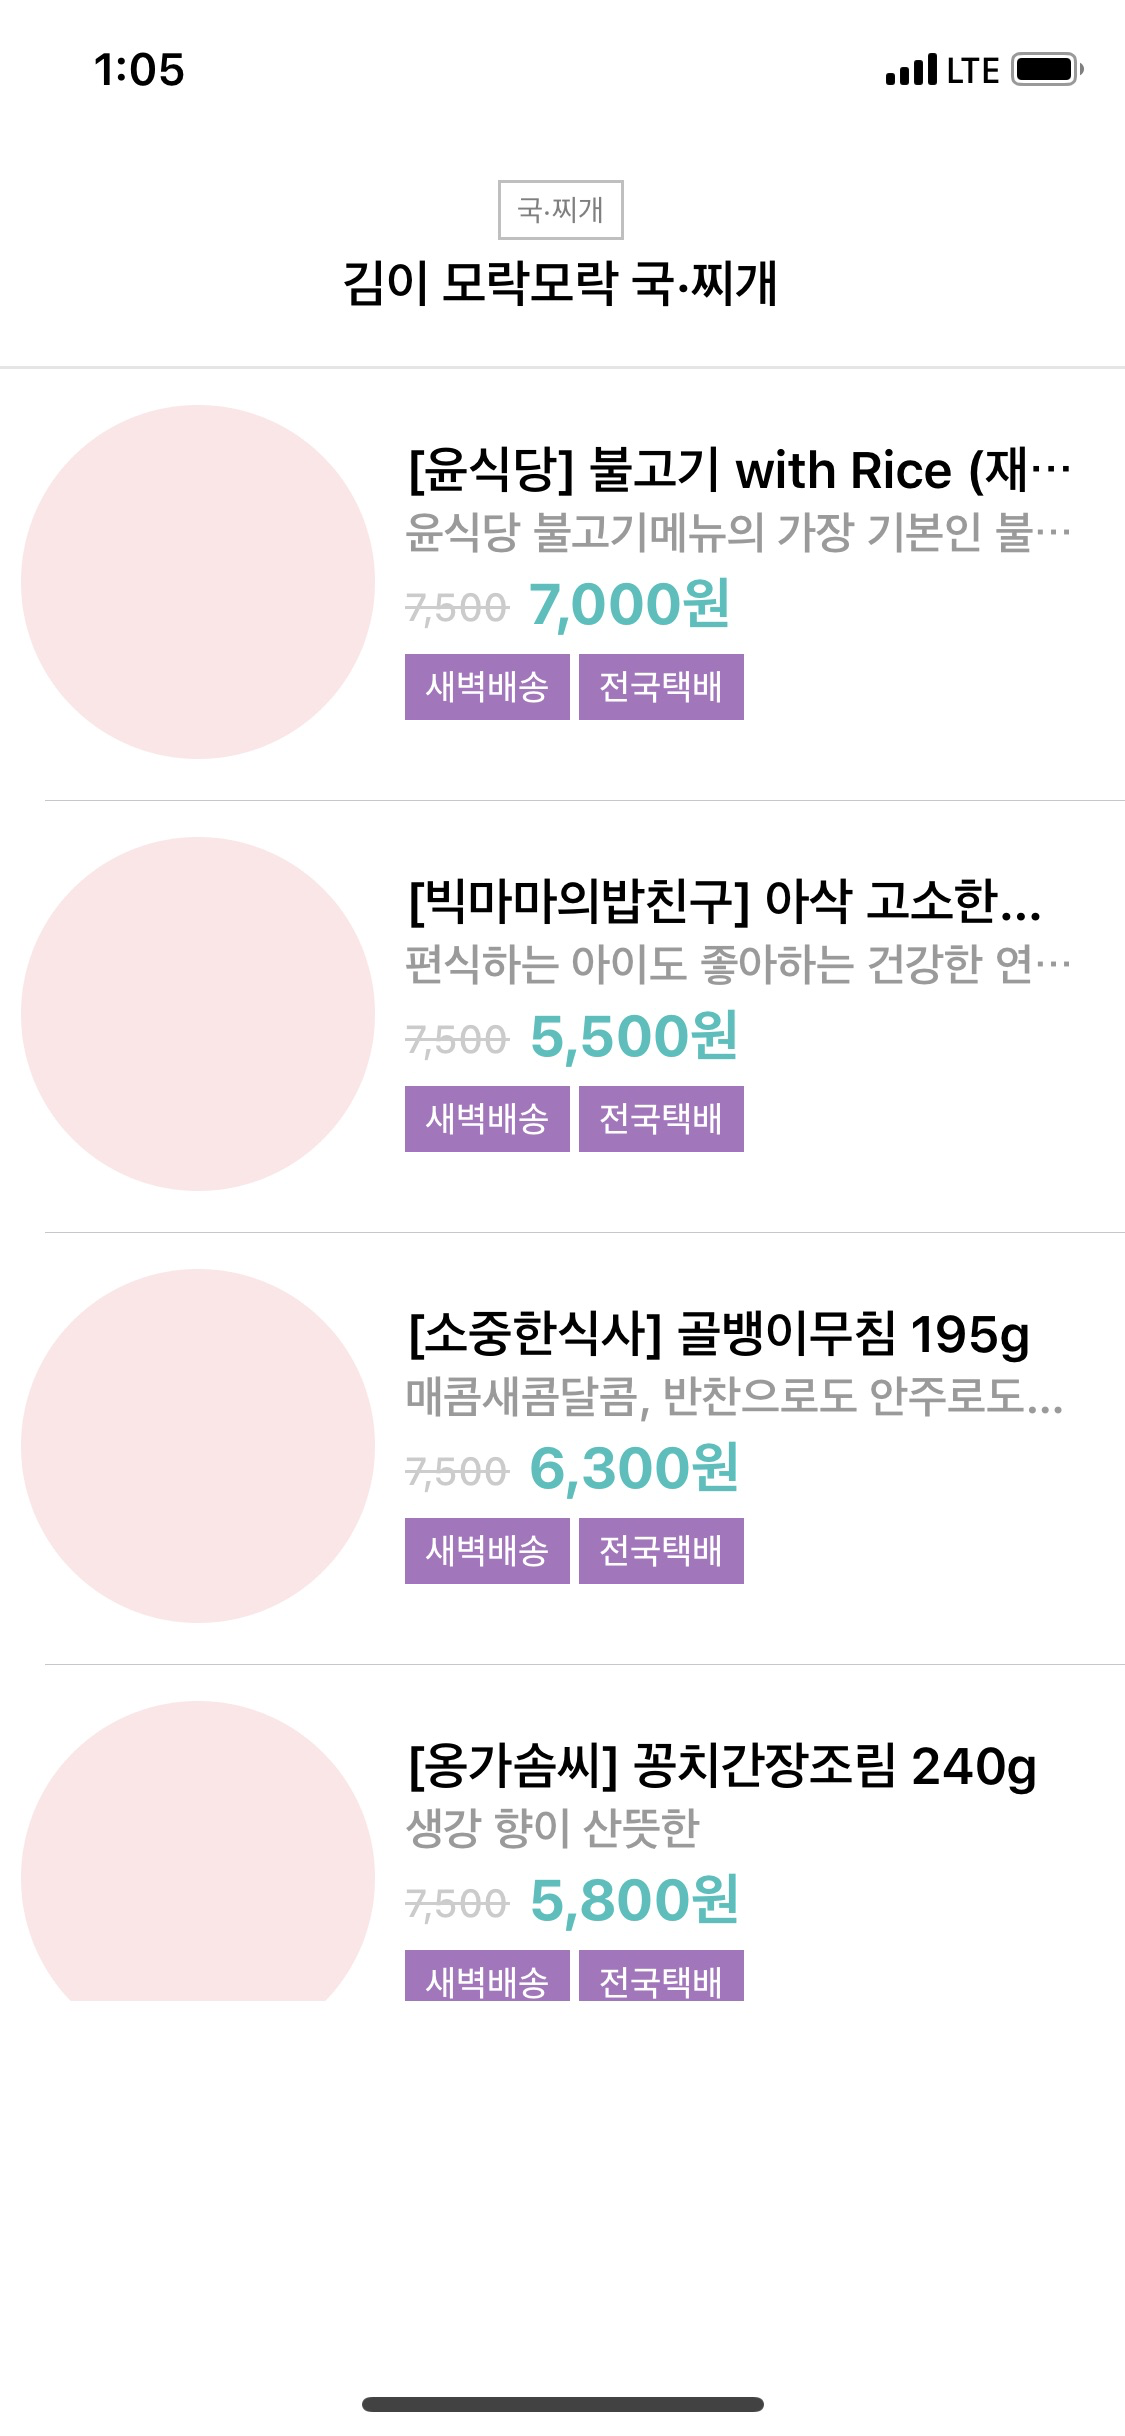 1:05
LTE
국·찌개
김이 모락모락 국·찌개
[윤식당] 불고기 with Rice (재…
윤식당 불고기메뉴의 가장 기본인 불…
7,500 7,000원
새벽배송 전국택배
[빅마마의밥친구] 아삭 고소한...
편식하는 아이도 좋아하는 건강한 연…
7,500 5,500원
새벽배송 전국택배
[소중한식사] 골뱅이무침 195g
매콤새콤달콤, 반찬으로도 안주로도...
7,500 6,300원
새벽배송 전국택배
[옹가솜씨] 꽁치간장조림 240g
생강 향이 산뜻한
7,500 5,800원
새벽배송 전국택배